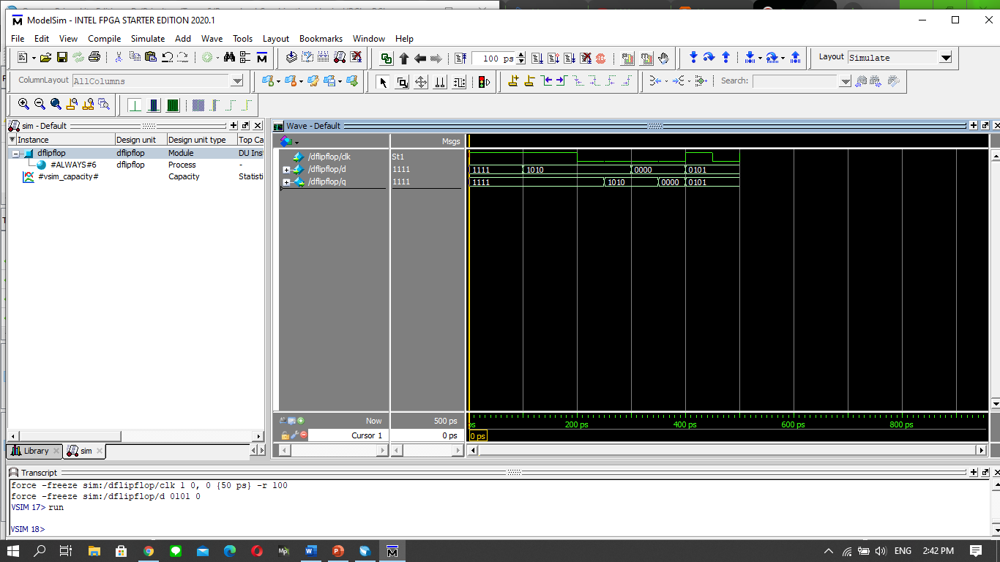 ModelSim - INTEL FPGA STARTER EDITION 2020.1
File Edit View Compile Simulate Add Wave Tools Layout Bookmarks Window Help
100 ps
Layout Simulate
ColumnLayout AllColumns
Search:
sim - Default
Wave - Default
Instance Design unit Design unit type Top Ca
Msgs
dflipflop dflipflop Module DU Inst
#ALWAYS#6 dflipflop Process -
#vsim_capacity# Capacity Statisti
/dflipflop/clk St1
/dflipflop/d 1111 1111 1010 0000 0101
/dflipflop/q 1111 1111 1010 0000 0101
Now 500 ps ps 200 ps 400 ps 600 ps 800 ps
Cursor 1 0 ps 0 ps
Library sim
Transcript
force -freeze sim:/dflipflop/clk 1 0, 0 {50 ps} -r 100
force -freeze sim:/dflipflop/d 0101 0
VSIM 17> run
VSIM 18>
ENG 2:42 PM